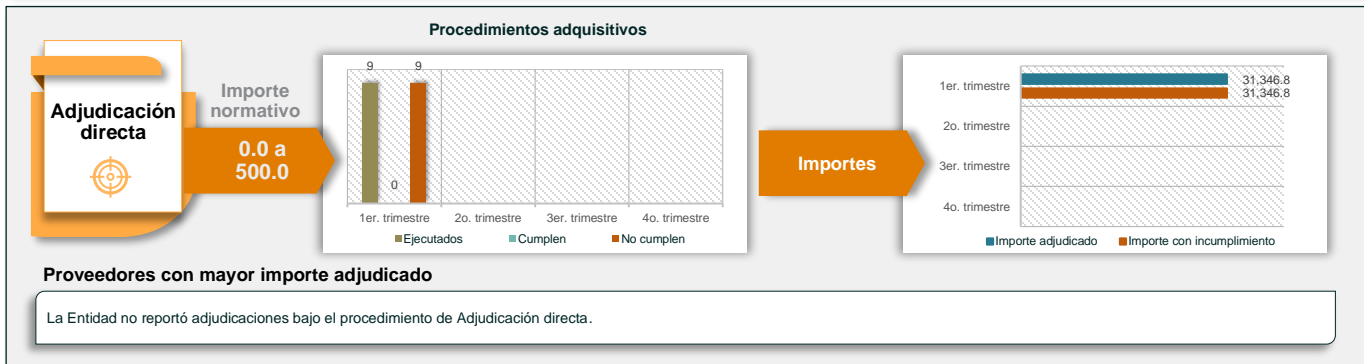 Procedimientos adquisitivos
Adjudicación
directa
Importe
normativo
0.0 a
500.0
9
0
9
1er. trimestre
2o. trimestre
3er. trimestre
4o. trimestre
Ejecutados
Cumplen
No cumplen
Importes
1er. trimestre
31,346.8
31,346.8
2o. trimestre
3er. trimestre
4o. trimestre
Importe adjudicado
Importe con incumplimiento
Proveedores con mayor importe adjudicado
La Entidad no reportó adjudicaciones bajo el procedimiento de Adjudicación directa.